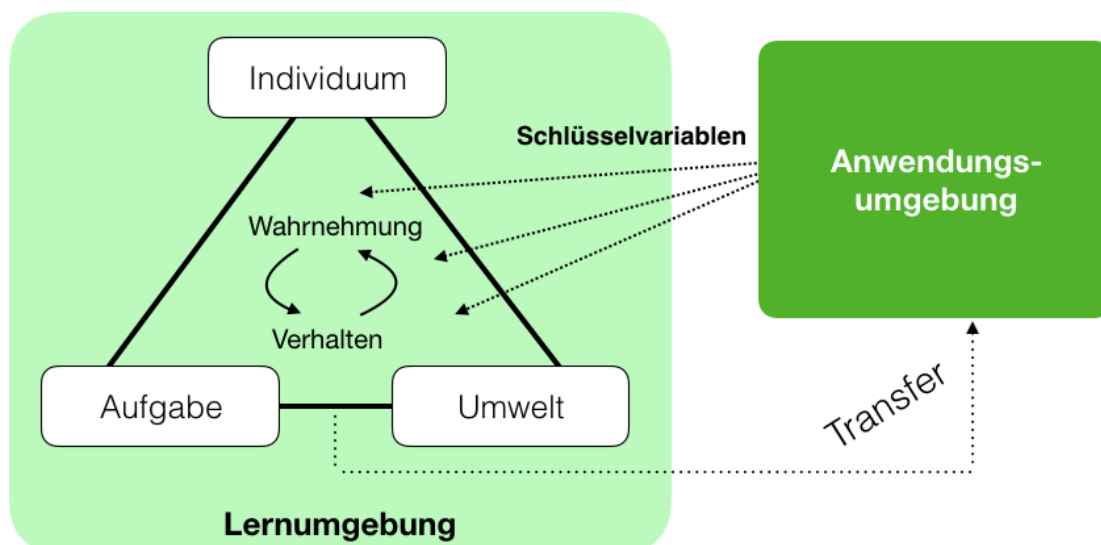 Individuum
Schlüsselvariablen
Anwendungs-
umgebung
Wahrnehmung
Verhalten
Aufgabe
Umwelt
Transfer
Lernumgebung